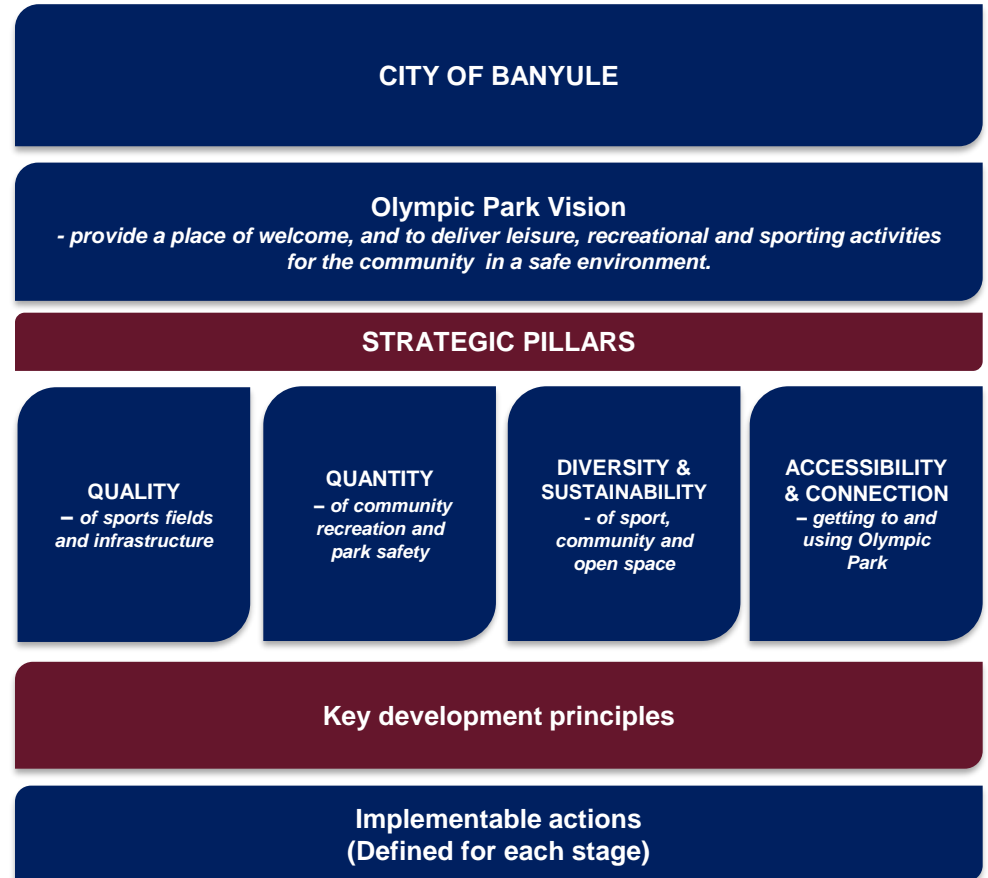 CITY OF BANYULE
Olympic Park Vision
- provide a place of welcome, and to deliver leisure, recreational and sporting activities
for the community in a safe environment.
STRATEGIC PILLARS
QUALITY
– of sports fields
and infrastructure
QUANTITY
– of community
recreation and
park safety
DIVERSITY &
SUSTAINABILITY
- of sport,
community and
open space
ACCESSIBILITY
& CONNECTION
– getting to and
using Olympic
Park
Key development principles
Implementable actions
(Defined for each stage)